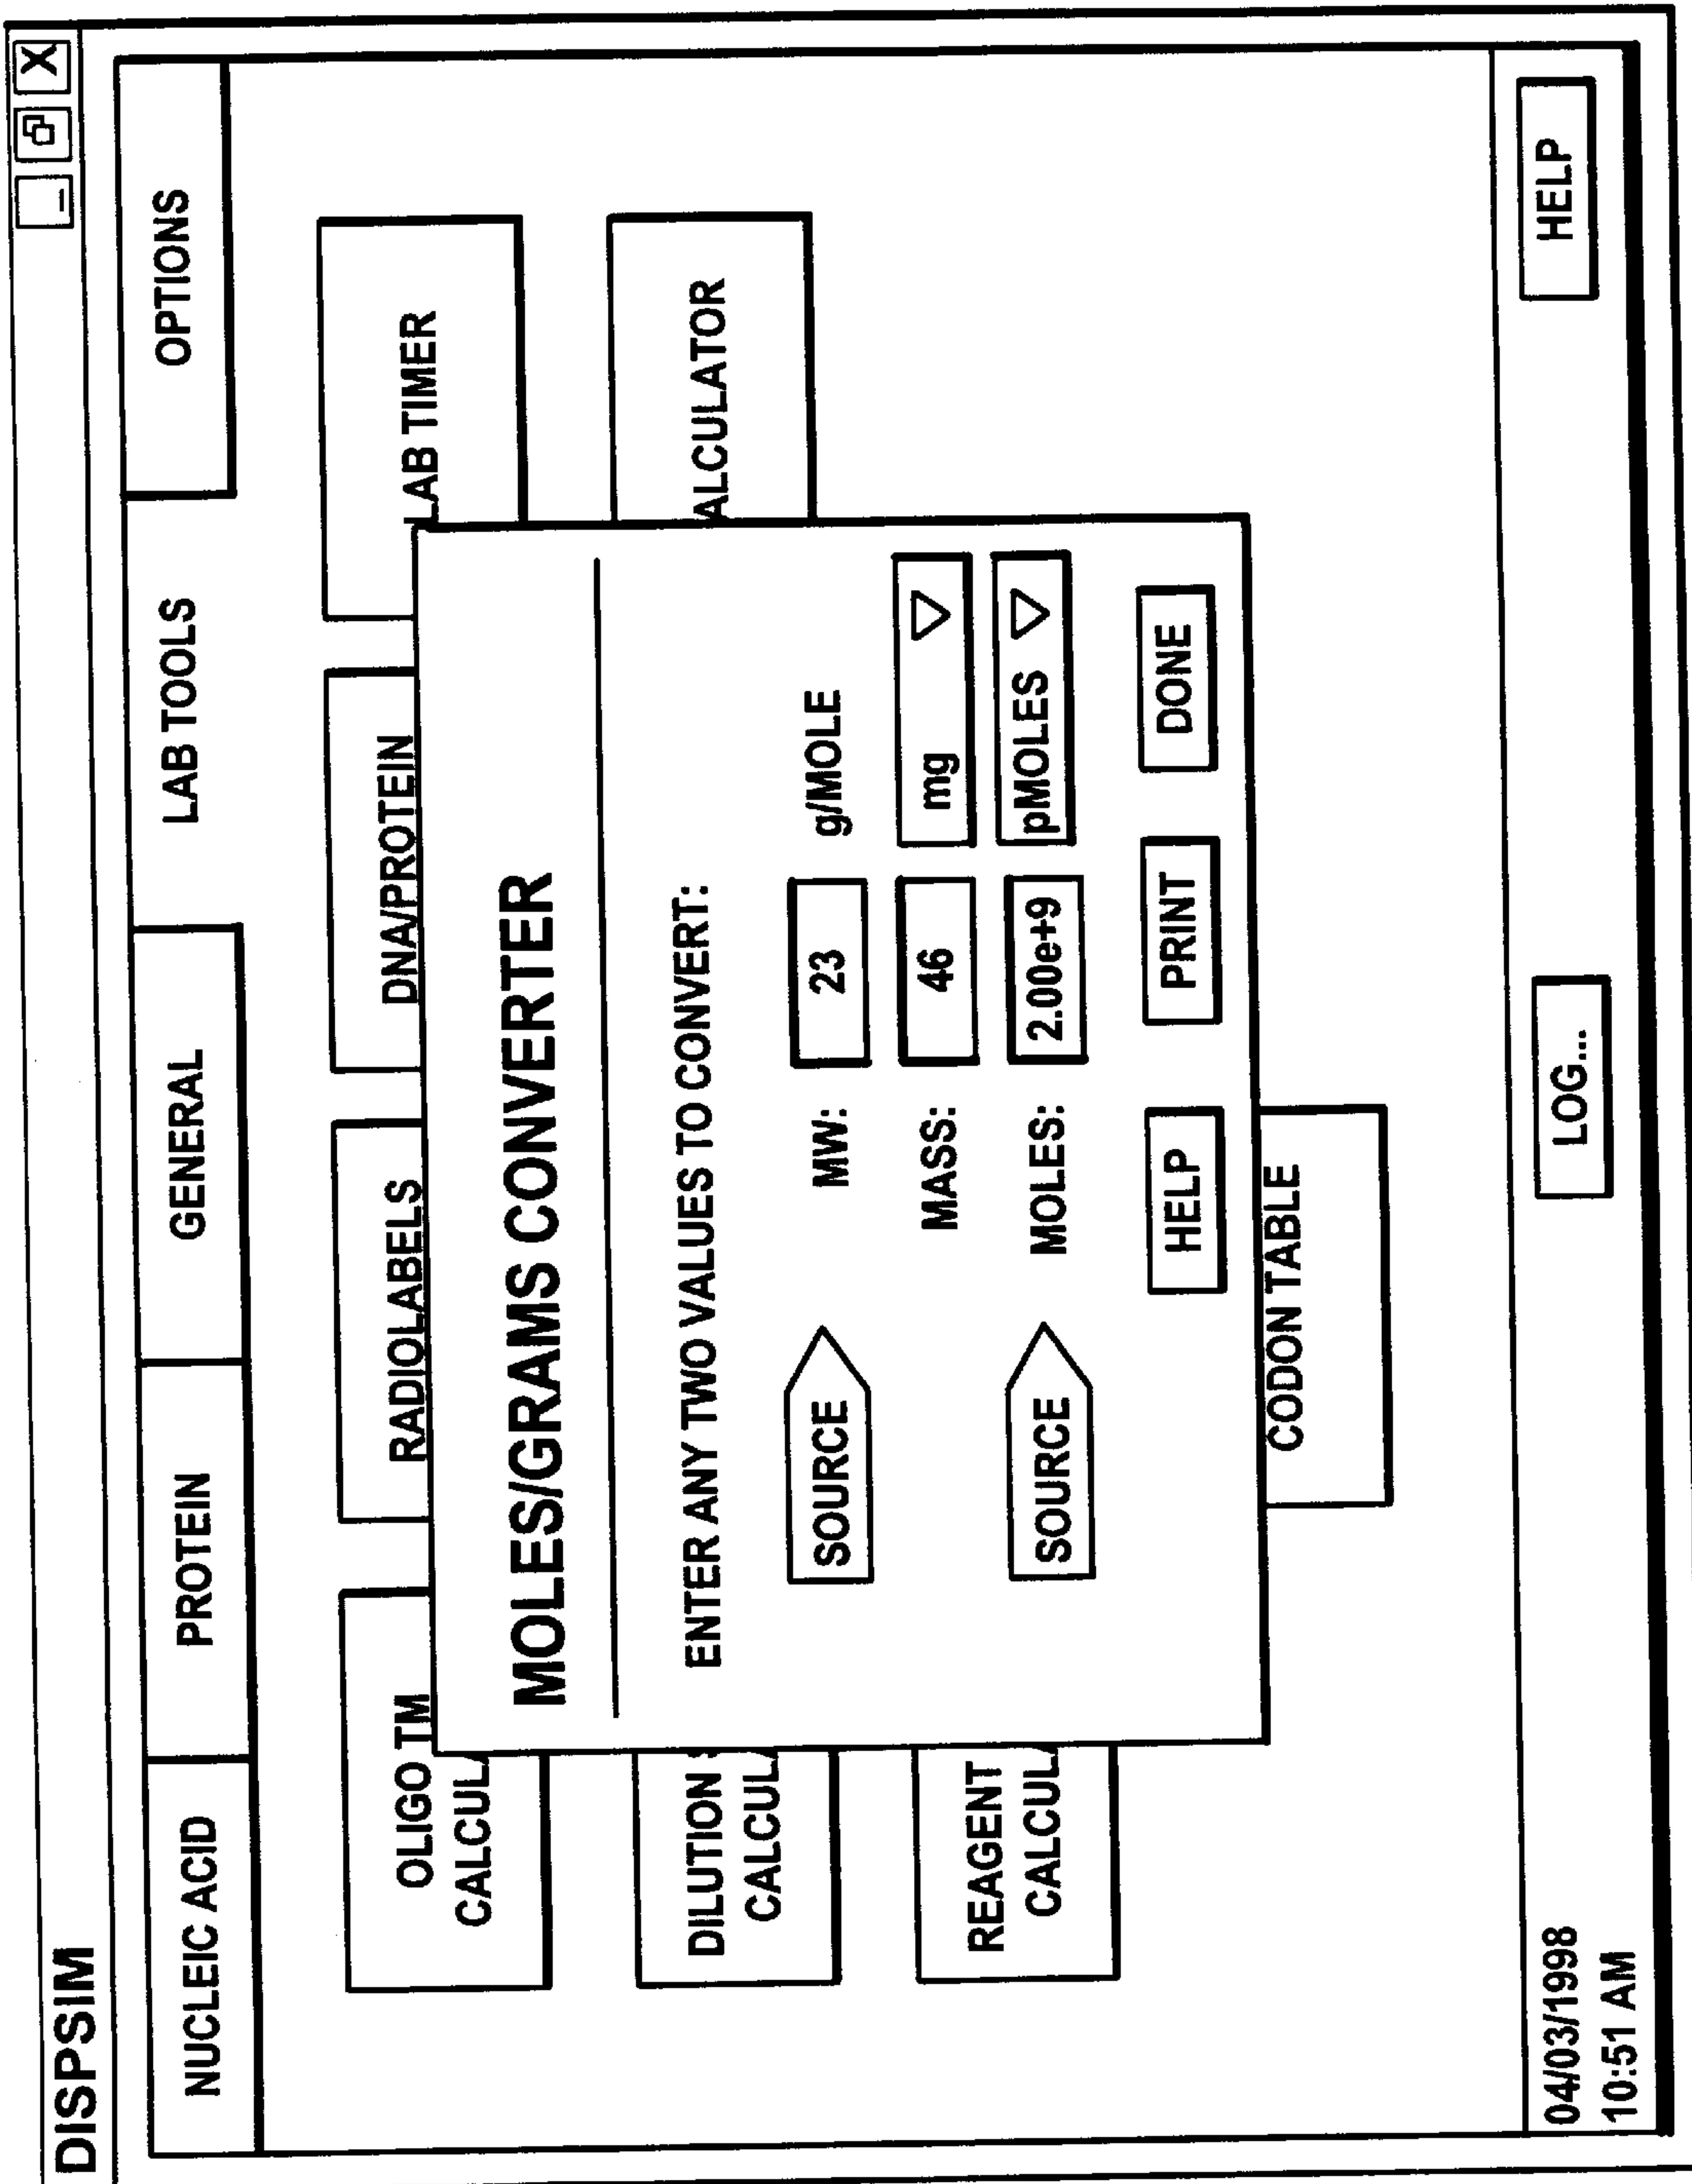 DISPSIM
X
NUCLEIC ACID
PROTEIN
GENERAL
LAB TOOLS
OPTIONS
OLIGO TM
CALCUL
RADIOLABELS
DNA/PROTEIN
LAB TIMER
DILUTION
CALCUL
ALCULATOR
REAGENT
CALCUL
CODON TABLE
MOLES/GRAMS CONVERTER
ENTER ANY TWO VALUES TO CONVERT:
SOURCE MW: 23 g/MOLE
MASS: 46 mg
SOURCE MOLES: 2.00e+9 pMOLES
HELP
PRINT
DONE
04/03/1998
10:51 AM
LOG...
HELP